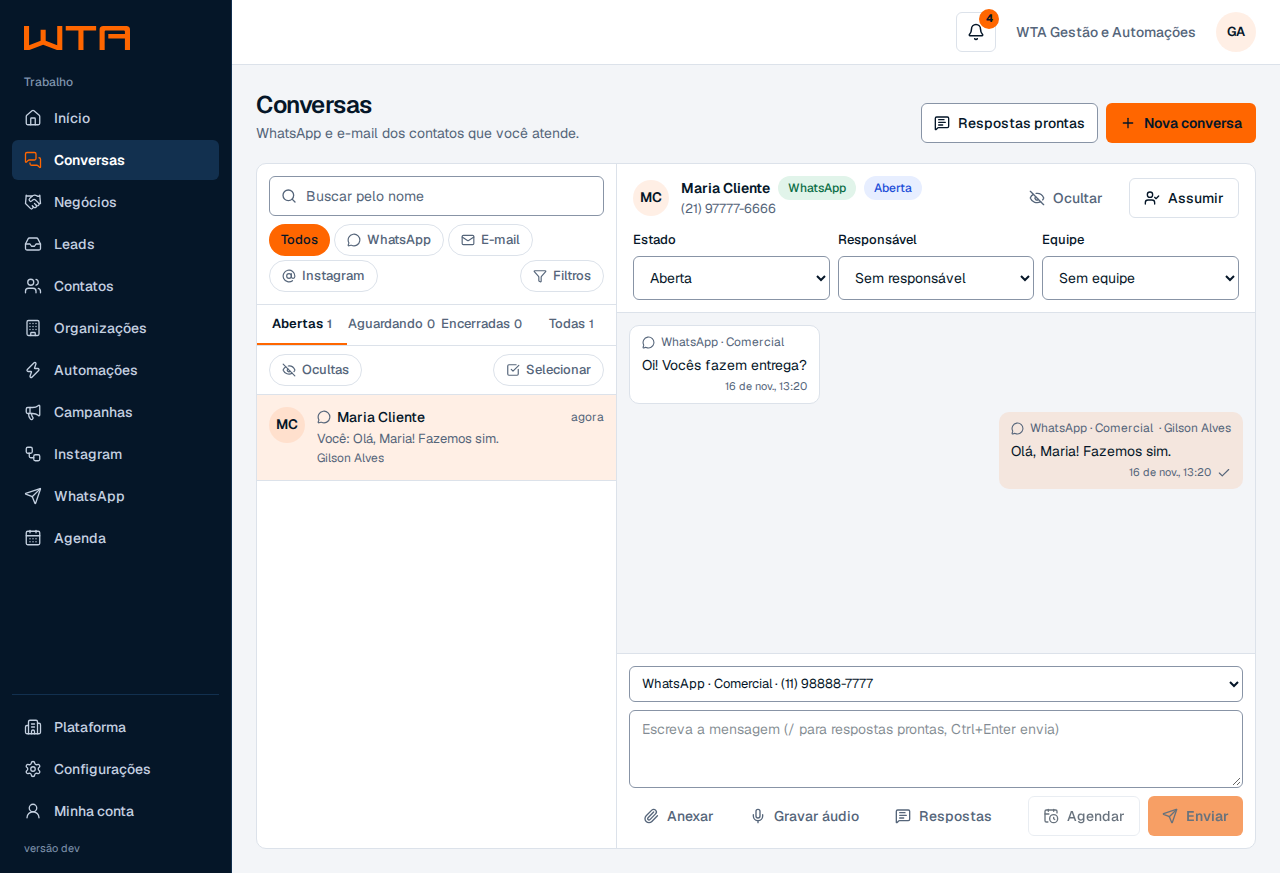 WTA
Trabalho
Início
Conversas
Negócios
Leads
Contatos
Organizações
Automações
Campanhas
Instagram
WhatsApp
Agenda
Plataforma
Configurações
Minha conta
versão dev
4
WTA Gestão e Automações
GA
Conversas
WhatsApp e e-mail dos contatos que você atende.
Respostas prontas
Nova conversa
Buscar pelo nome
Todos
WhatsApp
E-mail
Instagram
Filtros
Abertas 1
Aguardando 0
Encerradas 0
Todas 1
Ocultas
Selecionar
MC
Maria Cliente
agora
Você: Olá, Maria! Fazemos sim.
Gilson Alves
MC
Maria Cliente
WhatsApp
Aberta
(21) 97777-6666
Ocultar
Assumir
Estado
Responsável
Equipe
Aberta
Sem responsável
Sem equipe
WhatsApp · Comercial
Oi! Vocês fazem entrega?
16 de nov., 13:20
WhatsApp · Comercial · Gilson Alves
Olá, Maria! Fazemos sim.
16 de nov., 13:20
WhatsApp · Comercial · (11) 98888-7777
Escreva a mensagem (/ para respostas prontas, Ctrl+Enter envia)
Anexar
Gravar áudio
Respostas
Agendar
Enviar